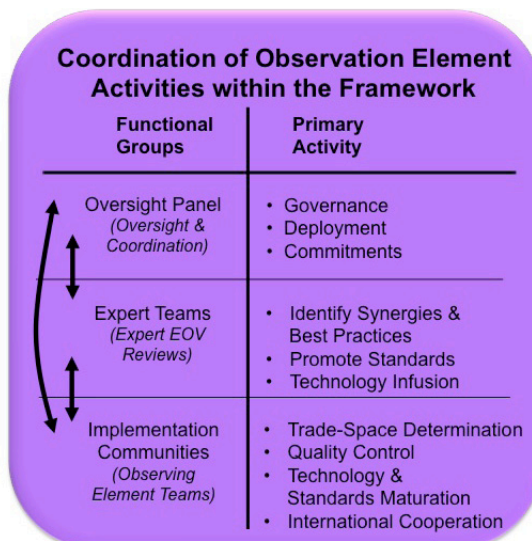 Coordination of Observation Element
Activities within the Framework
Functional
Groups
Primary
Activity
Oversight Panel
(Oversight &
Coordination)
• Governance
• Deployment
• Commitments
Expert Teams
(Expert EOV
Reviews)
• Identify Synergies &
Best Practices
• Promote Standards
• Technology Infusion
Implementation
Communities
(Observing
Element Teams)
• Trade-Space Determination
• Quality Control
• Technology &
Standards Maturation
• International Cooperation